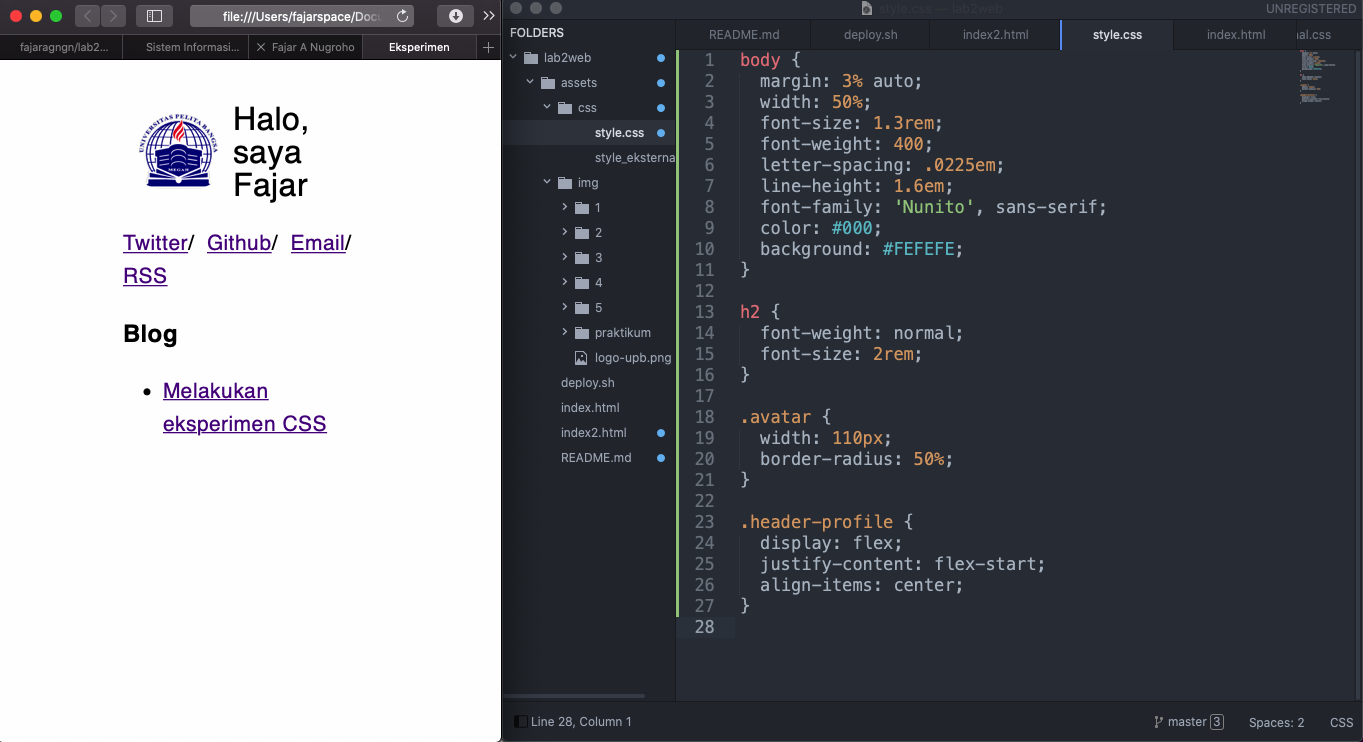 file:///Users/fajarspace/Docu
fajaragngn/lab2...
Sistem Informasi...
Fajar A Nugroho
Eksperimen
UNIVERSITAS PELITA BANGSA
Halo,
saya
Fajar
Twitter/ Github/ Email/
RSS
Blog
• Melakukan
eksperimen CSS
style.css — lab2web
UNREGISTERED
FOLDERS
lab2web
assets
css
style.css
style_eksterna
img
1
2
3
4
5
praktikum
logo-upb.png
deploy.sh
index.html
index2.html
README.md
README.md
deploy.sh
index2.html
style.css
index.html
nal.css
1 body {
2 margin: 3% auto;
3 width: 50%;
4 font-size: 1.3rem;
5 font-weight: 400;
6 letter-spacing: .0225em;
7 line-height: 1.6em;
8 font-family: 'Nunito', sans-serif;
9 color: #000;
10 background: #FEFEFE;
11 }
12
13 h2 {
14 font-weight: normal;
15 font-size: 2rem;
16 }
17
18 .avatar {
19 width: 110px;
20 border-radius: 50%;
21 }
22
23 .header-profile {
24 display: flex;
25 justify-content: flex-start;
26 align-items: center;
27 }
28
Line 28, Column 1
master 3
Spaces: 2
CSS